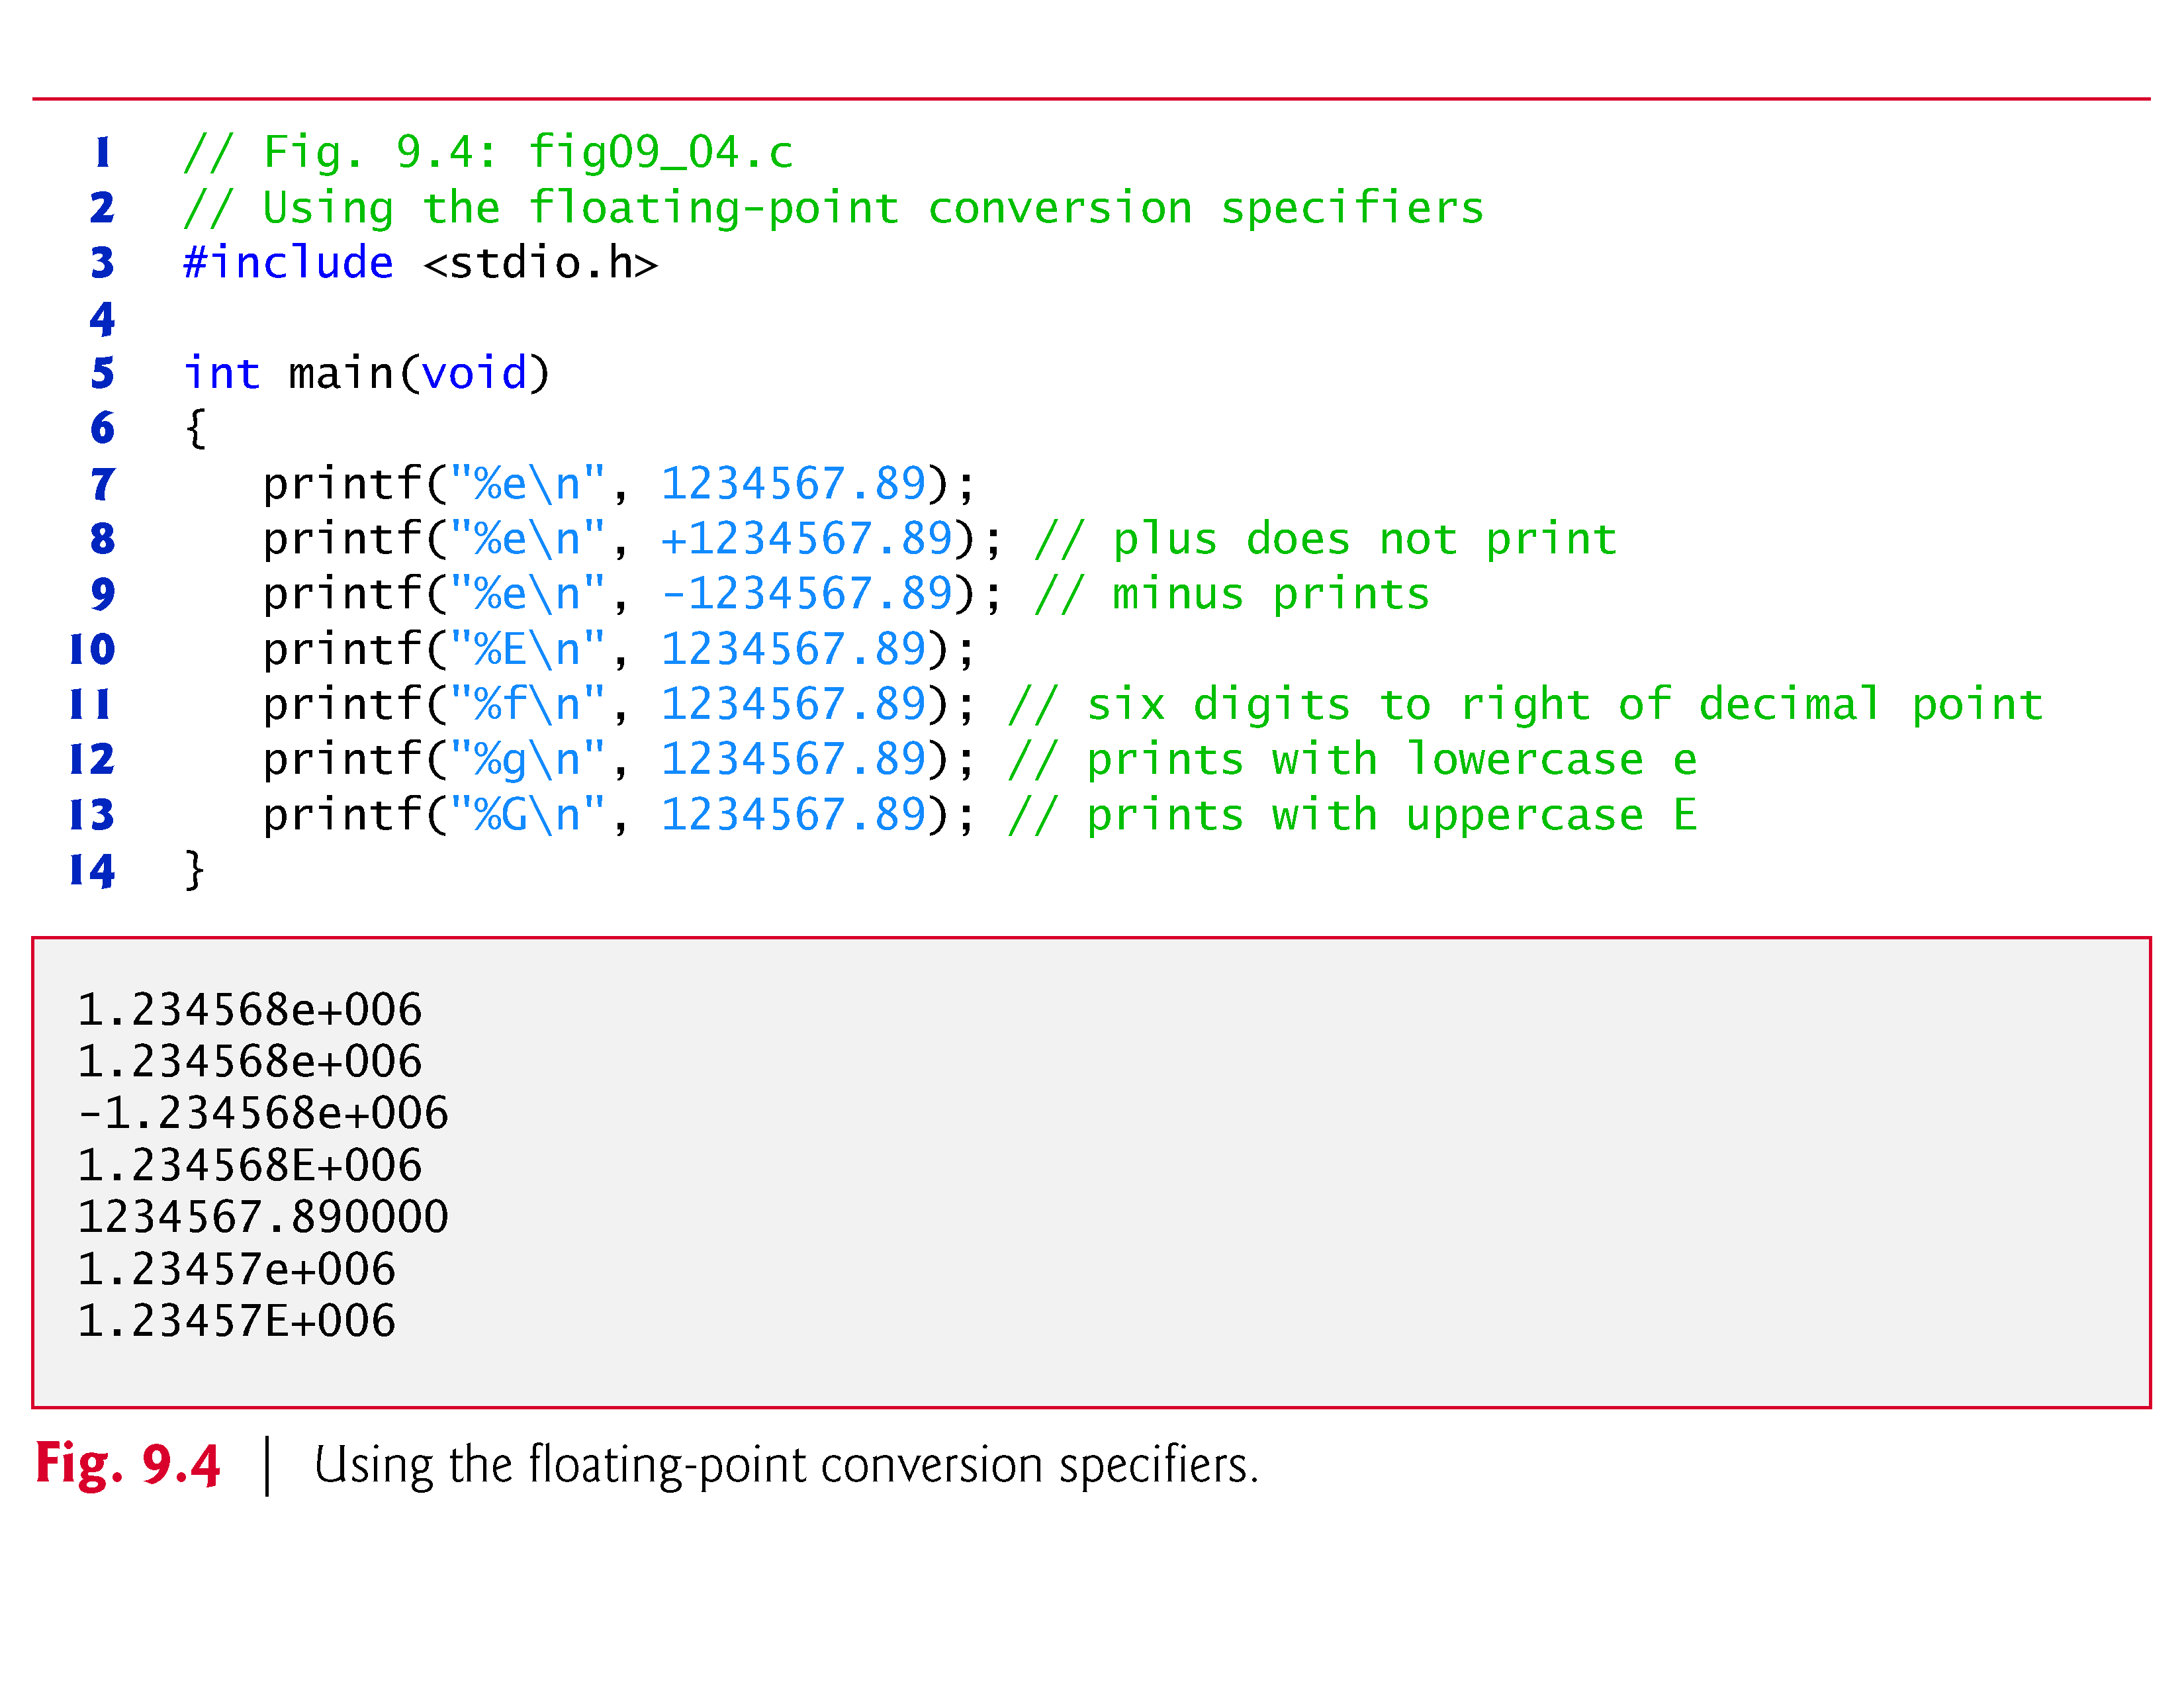 1 // Fig. 9.4: fig09_04.c
2 // Using the floating-point conversion specifiers
3 #include <stdio.h>
4
5 int main(void)
6 {
7    printf("%e\n", 1234567.89);
8    printf("%e\n", +1234567.89); // plus does not print
9    printf("%e\n", -1234567.89); // minus prints
10    printf("%E\n", 1234567.89);
11    printf("%f\n", 1234567.89); // six digits to right of decimal point
12    printf("%g\n", 1234567.89); // prints with lowercase e
13    printf("%G\n", 1234567.89); // prints with uppercase E
14 }
1.234568e+006
1.234568e+006
-1.234568e+006
1.234568E+006
1234567.890000
1.23457e+006
1.23457E+006
Fig. 9.4 | Using the floating-point conversion specifiers.